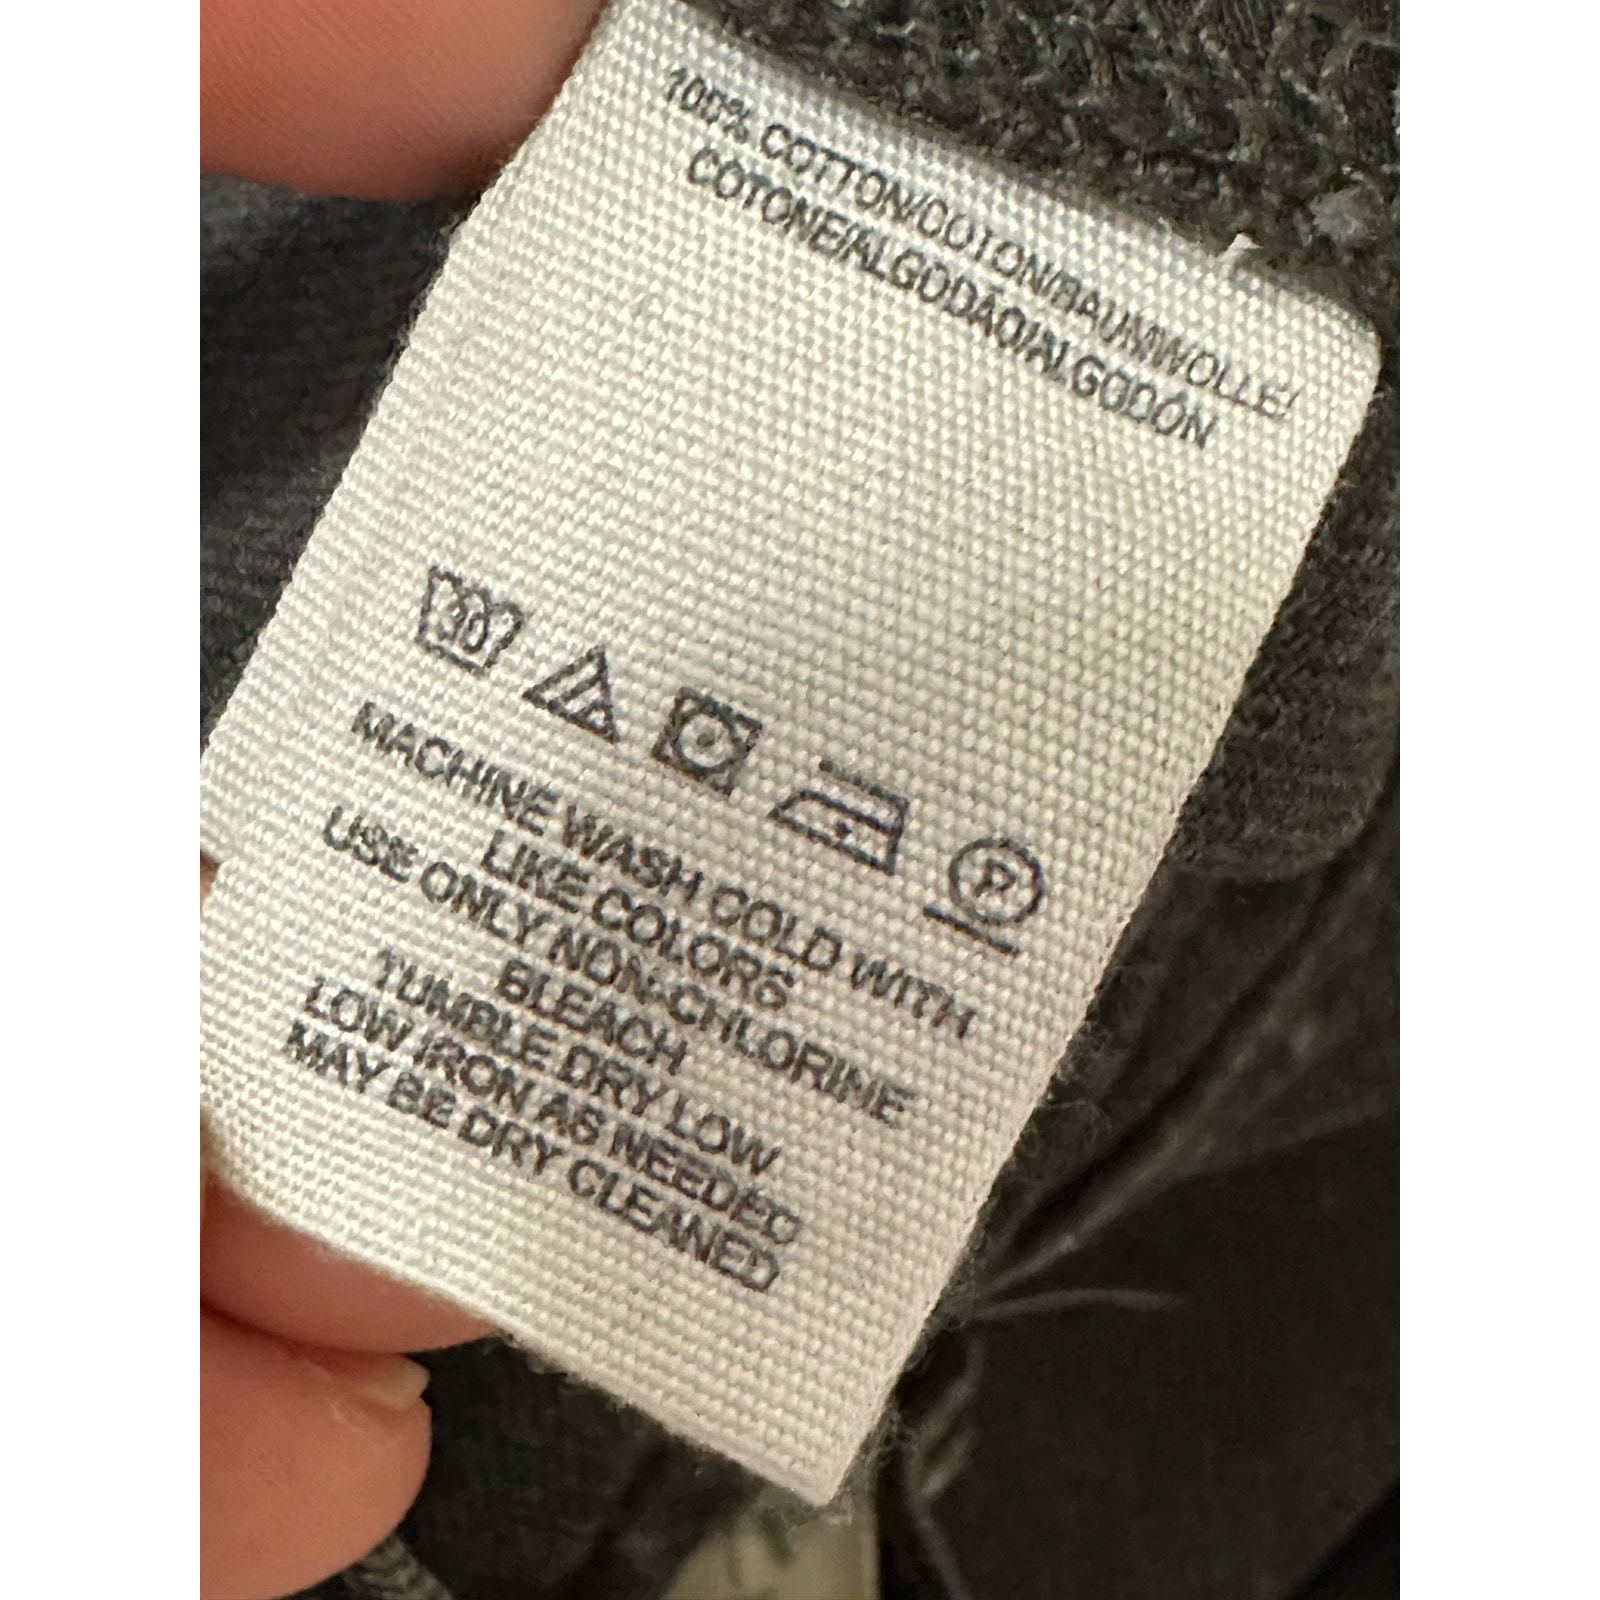 100% COTTON/COTON/BAUMWOLLE/
COTONE/ALGODÃO/ALGODÓN
30
P
MACHINE WASH COLD WITH
LIKE COLORS
USE ONLY NON-CHLORINE
BLEACH
TUMBLE DRY LOW
LOW IRON AS NEEDED
MAY BE DRY CLEANED